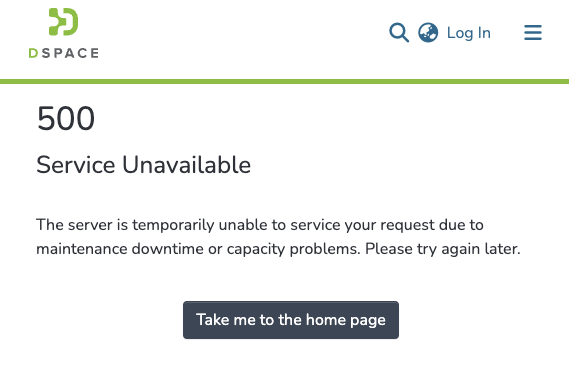 DSPACE
Log In
500
Service Unavailable
The server is temporarily unable to service your request due to
maintenance downtime or capacity problems. Please try again later.
Take me to the home page